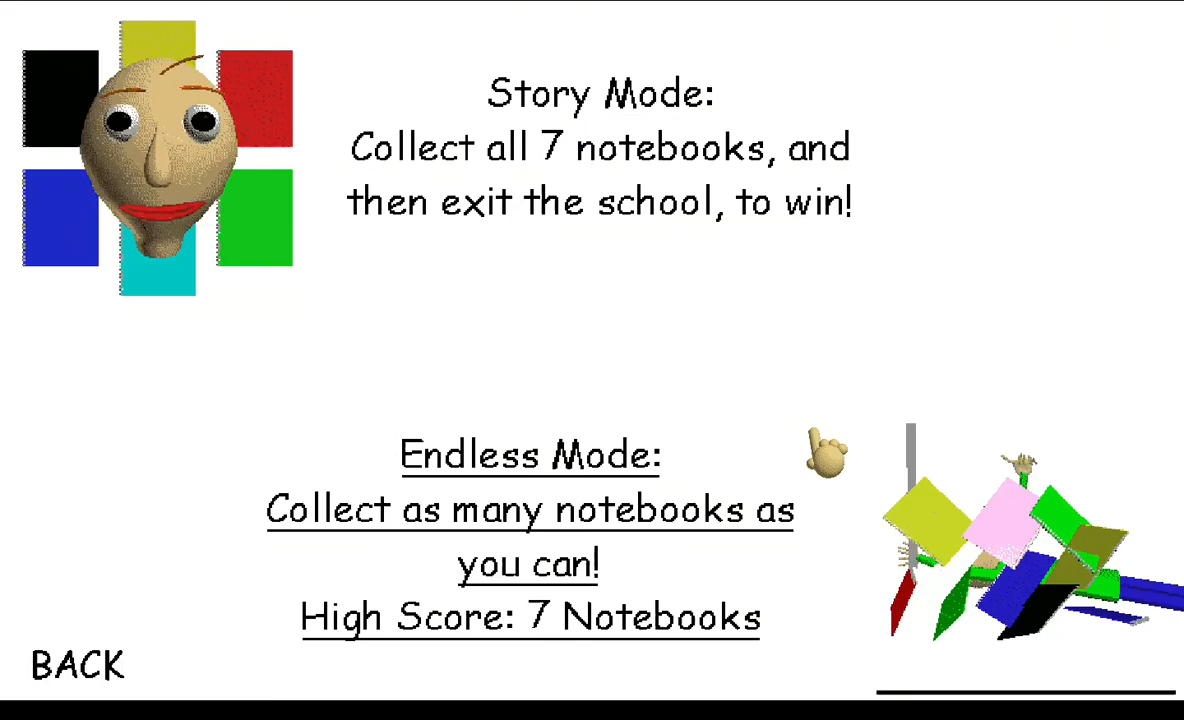 Story Mode:
Collect all 7 notebooks, and
then exit the school, to win!
Endless Mode:
Collect as many notebooks as
you can!
High Score: 7 Notebooks
BACK